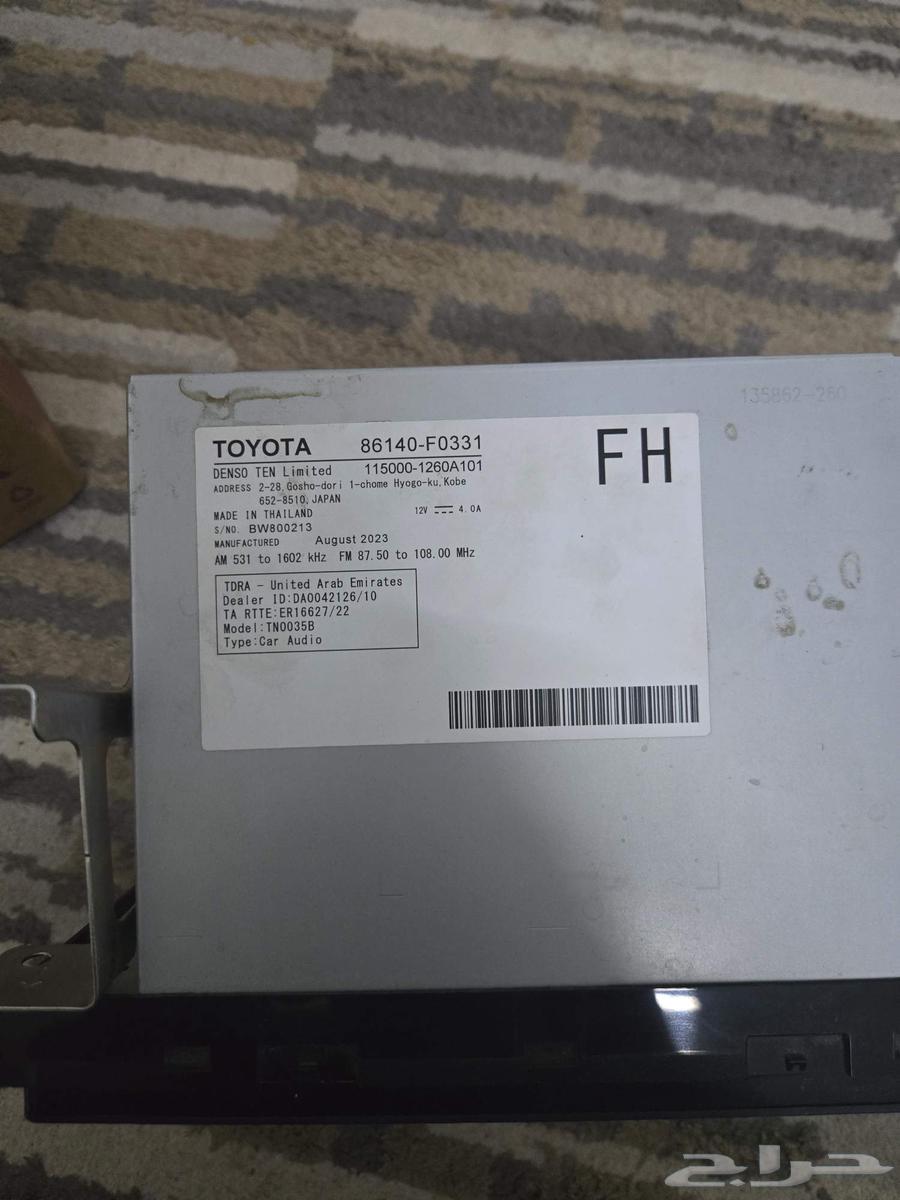 135862-260
TOYOTA 86140-F0331
FH
DENSO TEN Limited 115000-1260A101
ADDRESS 2-28,Gosho-dori 1-chome Hyogo-ku,Kobe
652-8510,JAPAN
MADE IN THAILAND 12V 4.0A
S/NO. BW800213
MANUFACTURED August 2023
AM 531 to 1602 kHz FM 87.50 to 108.00 MHz
TDRA - United Arab Emirates
Dealer ID:DA0042126/10
TA RTTE:ER16627/22
Model:TN0035B
Type:Car Audio
حراج